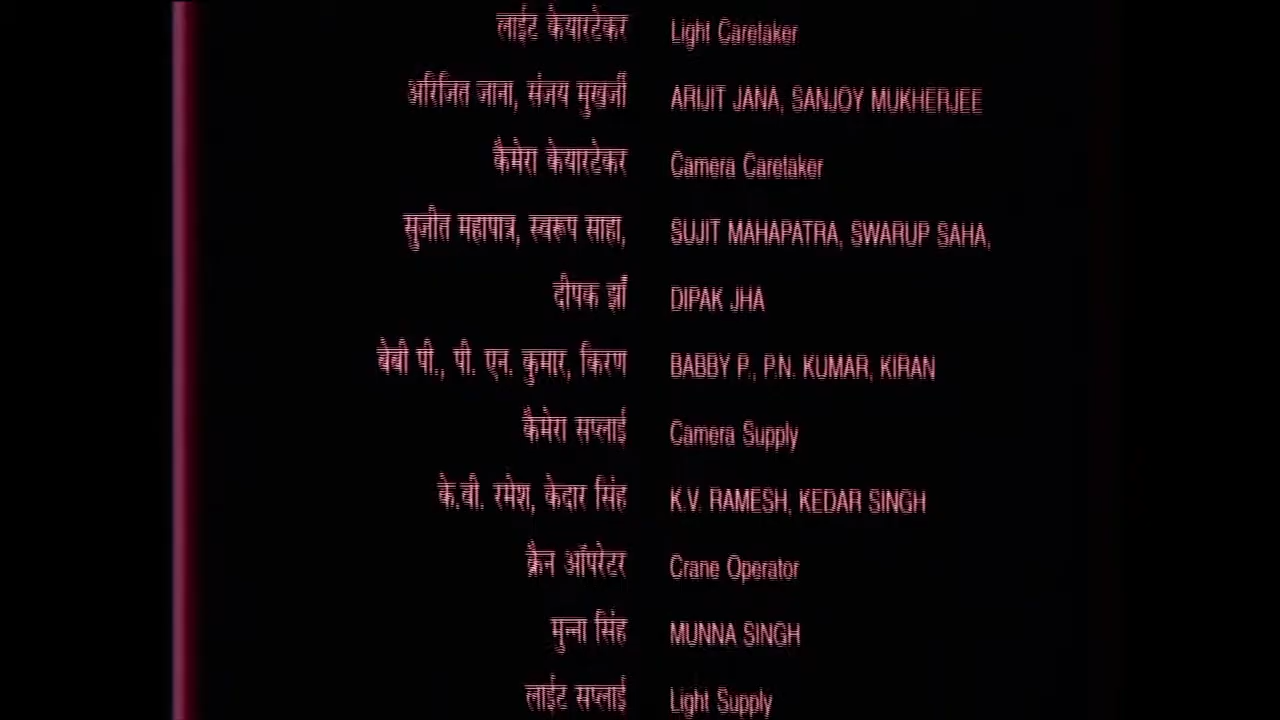 लाईट केयारटेकर Light Caretaker
अरिजित जाना, संजय मुखर्जी ARIJIT JANA, SANJOY MUKHERJEE
कैमेरा केयारटेकर Camera Caretaker
सुजीत महापात्र, स्वरूप साहा, SUJIT MAHAPATRA, SWARUP SAHA,
दीपक झाँ DIPAK JHA
बेबी पी., पी. एन. कुमार, किरण BABBY P., P.N. KUMAR, KIRAN
कैमेरा सप्लाई Camera Supply
के.वी. रमेश, केदार सिंह K.V. RAMESH, KEDAR SINGH
क्रैन ऑपरेटर Crane Operator
मुन्ना सिंह MUNNA SINGH
लाईट सप्लाई Light Supply